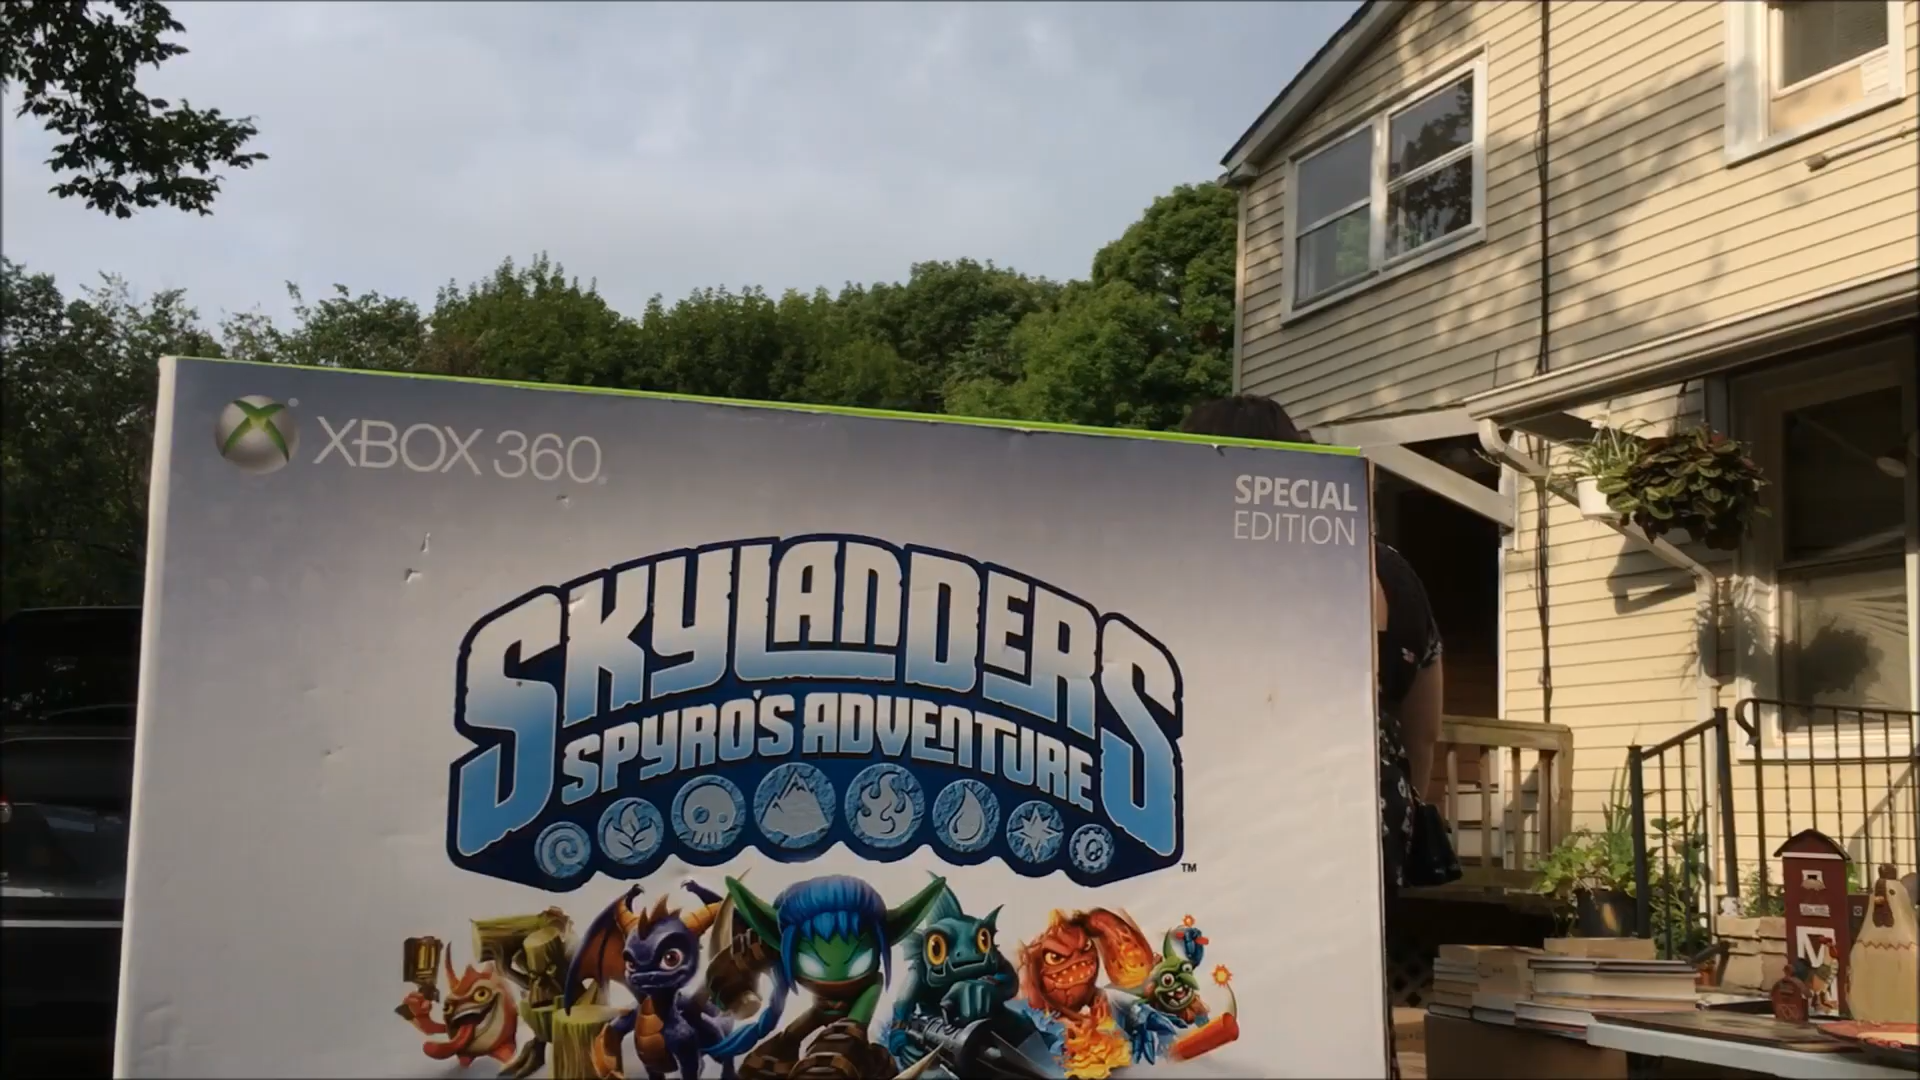 XBOX 360
SPECIAL
EDITION
SKYLANDERS
SPYRO'S ADVENTURE
TM
M